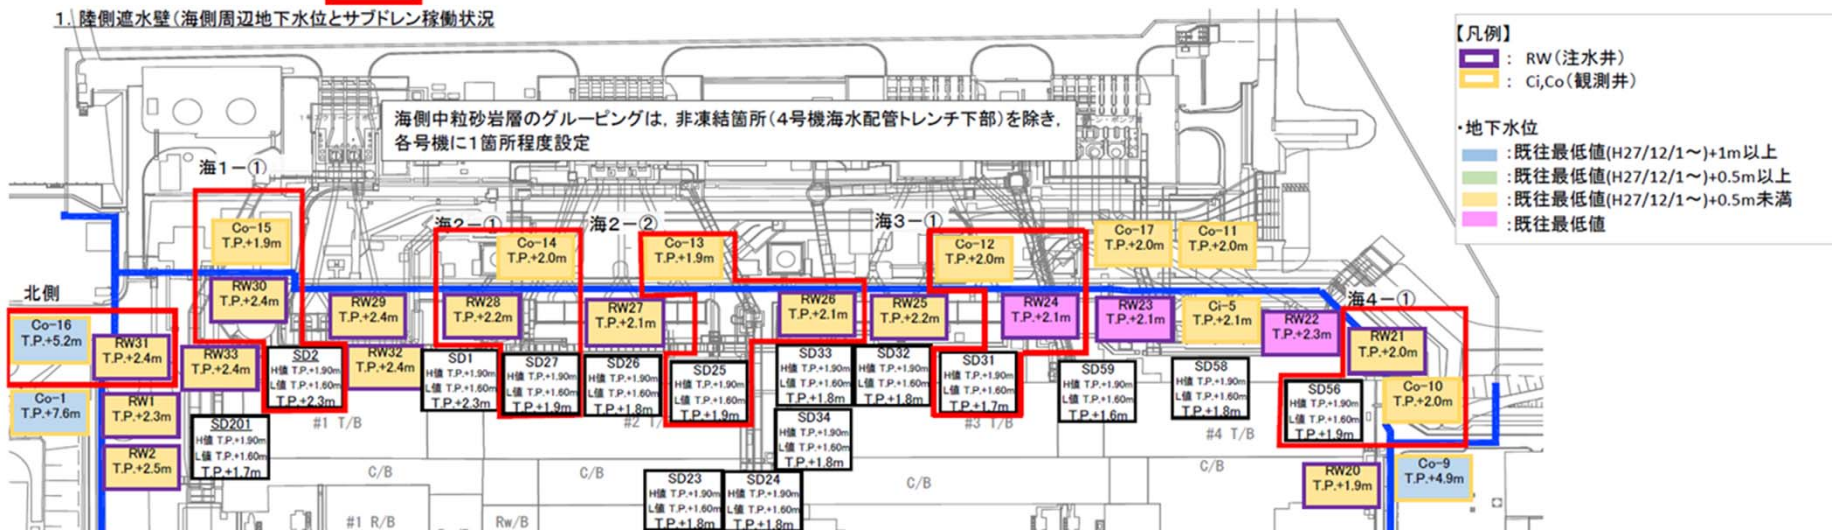 1. 陸側遮水壁（海側周辺地下水位とサブドレン稼働状況
【凡例】
： RW（注水井）
： Ci,Co（観測井）
・地下水位
：既往最低値(H27/12/1～)+1m以上
：既往最低値(H27/12/1～)+0.5m以上
：既往最低値(H27/12/1～)+0.5m未満
：既往最低値
海側中粒砂岩層のグルーピングは，非凍結箇所（4号機海水配管トレンチ下部）を除き，
各号機に1箇所程度設定
海1-①
海2-①
海2-②
海3-①
海4-①
北側
Co-15
T.P.+1.9m
Co-14
T.P.+2.0m
Co-13
T.P.+1.9m
Co-12
T.P.+2.0m
Co-17
T.P.+2.0m
Co-11
T.P.+2.0m
Co-16
T.P.+5.2m
RW31
T.P.+2.4m
RW30
T.P.+2.4m
RW29
T.P.+2.4m
RW28
T.P.+2.2m
RW27
T.P.+2.1m
RW26
T.P.+2.1m
RW25
T.P.+2.2m
RW24
T.P.+2.1m
RW23
T.P.+2.1m
Ci-5
T.P.+2.1m
RW22
T.P.+2.3m
RW21
T.P.+2.0m
Co-10
T.P.+2.0m
RW33
T.P.+2.4m
SD2
H値 T.P.+1.90m
L値 T.P.+1.60m
T.P.+2.3m
RW32
T.P.+2.4m
SD1
H値 T.P.+1.90m
L値 T.P.+1.60m
T.P.+2.3m
SD27
H値 T.P.+1.90m
L値 T.P.+1.60m
T.P.+1.9m
SD26
H値 T.P.+1.90m
L値 T.P.+1.60m
T.P.+1.8m
SD25
H値 T.P.+1.90m
L値 T.P.+1.60m
T.P.+1.9m
SD33
H値 T.P.+1.90m
L値 T.P.+1.60m
T.P.+1.8m
SD32
H値 T.P.+1.90m
L値 T.P.+1.60m
T.P.+1.8m
SD31
H値 T.P.+1.90m
L値 T.P.+1.60m
T.P.+1.7m
SD59
H値 T.P.+1.90m
L値 T.P.+1.60m
T.P.+1.6m
SD58
H値 T.P.+1.90m
L値 T.P.+1.60m
T.P.+1.8m
SD56
H値 T.P.+1.90m
L値 T.P.+1.60m
T.P.+1.9m
Co-1
T.P.+7.6m
RW1
T.P.+2.3m
SD201
H値 T.P.+1.90m
L値 T.P.+1.60m
T.P.+1.7m
RW2
T.P.+2.5m
SD34
H値 T.P.+1.90m
L値 T.P.+1.60m
T.P.+1.8m
#1 T/B
#2 T/B
#3 T/B
#4 T/B
C/B
C/B
C/B
C/B
SD23
H値 T.P.+1.90m
L値 T.P.+1.60m
T.P.+1.8m
SD24
H値 T.P.+1.90m
L値 T.P.+1.60m
T.P.+1.8m
RW20
T.P.+1.9m
Co-9
T.P.+4.9m
#1 R/B
Rw/B